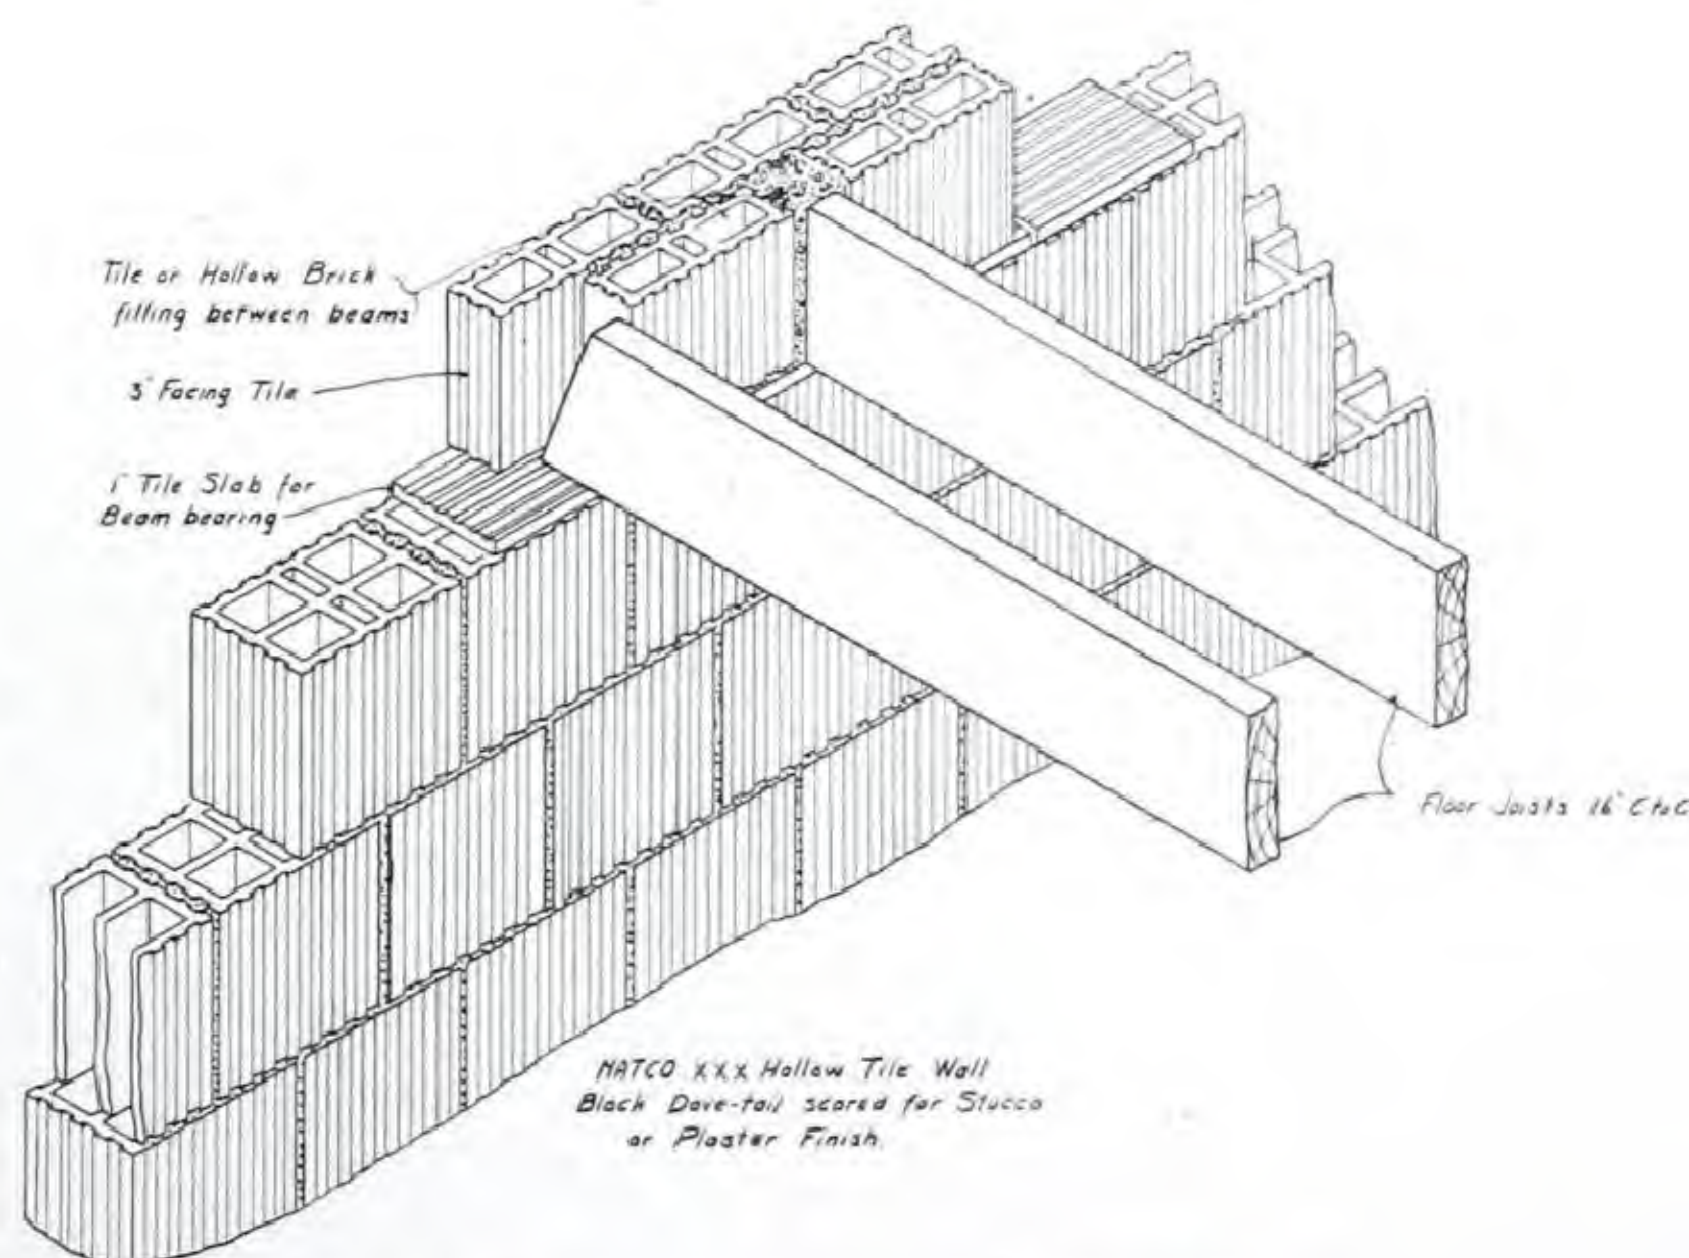 Tile or Hollow Brick
filling between beams
3" Facing Tile
1" Tile Slab for
Beam bearing
Floor Joists 16" C to C
NATCO XXX Hollow Tile Wall
Block Dove-tail scored for Stucco
or Plaster Finish.